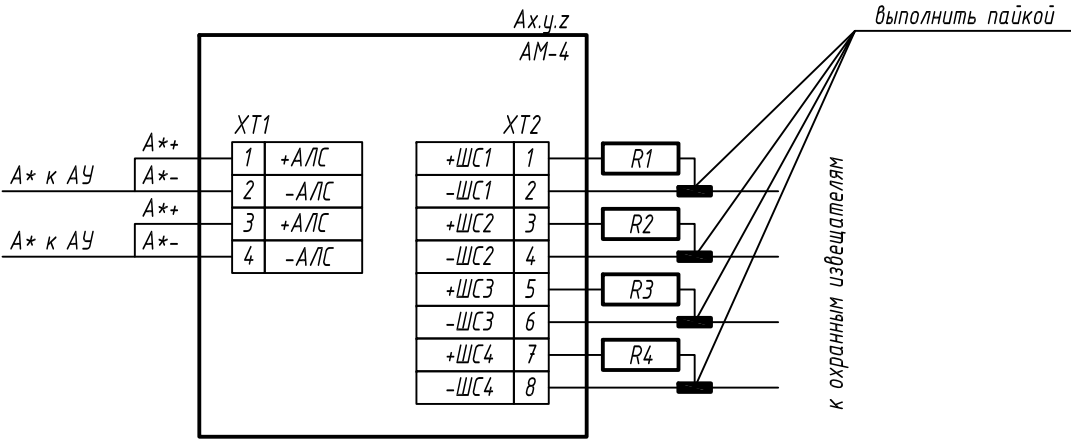 выполнить пайкой
Ax.y.z
АМ-4
XT1
XT2
А*+
1 +АЛС
+ШС1 1
R1
А* к АУ
А*-
2 -АЛС
-ШС1 2
А*+
3 +АЛС
+ШС2 3
R2
А* к АУ
А*-
4 -АЛС
-ШС2 4
+ШС3 5
R3
-ШС3 6
+ШС4 7
R4
-ШС4 8
к охранным извещателям